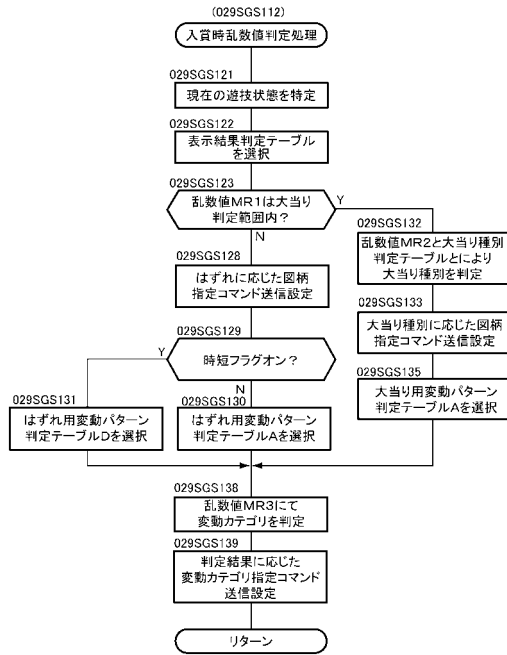 (029SGS112)
入賞時乱数値判定処理
029SGS121
現在の遊技状態を特定
029SGS122
表示結果判定テーブル
を選択
029SGS123
乱数値MR1は大当り
判定範囲内?
Y
N
029SGS132
乱数値MR2と大当り種別
判定テーブルとにより
大当り種別を判定
029SGS128
はずれに応じた図柄
指定コマンド送信設定
029SGS133
大当り種別に応じた図柄
指定コマンド送信設定
029SGS129
時短フラグオン?
Y
N
029SGS135
大当り用変動パターン
判定テーブルAを選択
029SGS131
はずれ用変動パターン
判定テーブルDを選択
029SGS130
はずれ用変動パターン
判定テーブルAを選択
029SGS138
乱数値MR3にて
変動カテゴリを判定
029SGS139
判定結果に応じた
変動カテゴリ指定コマンド
送信設定
リターン